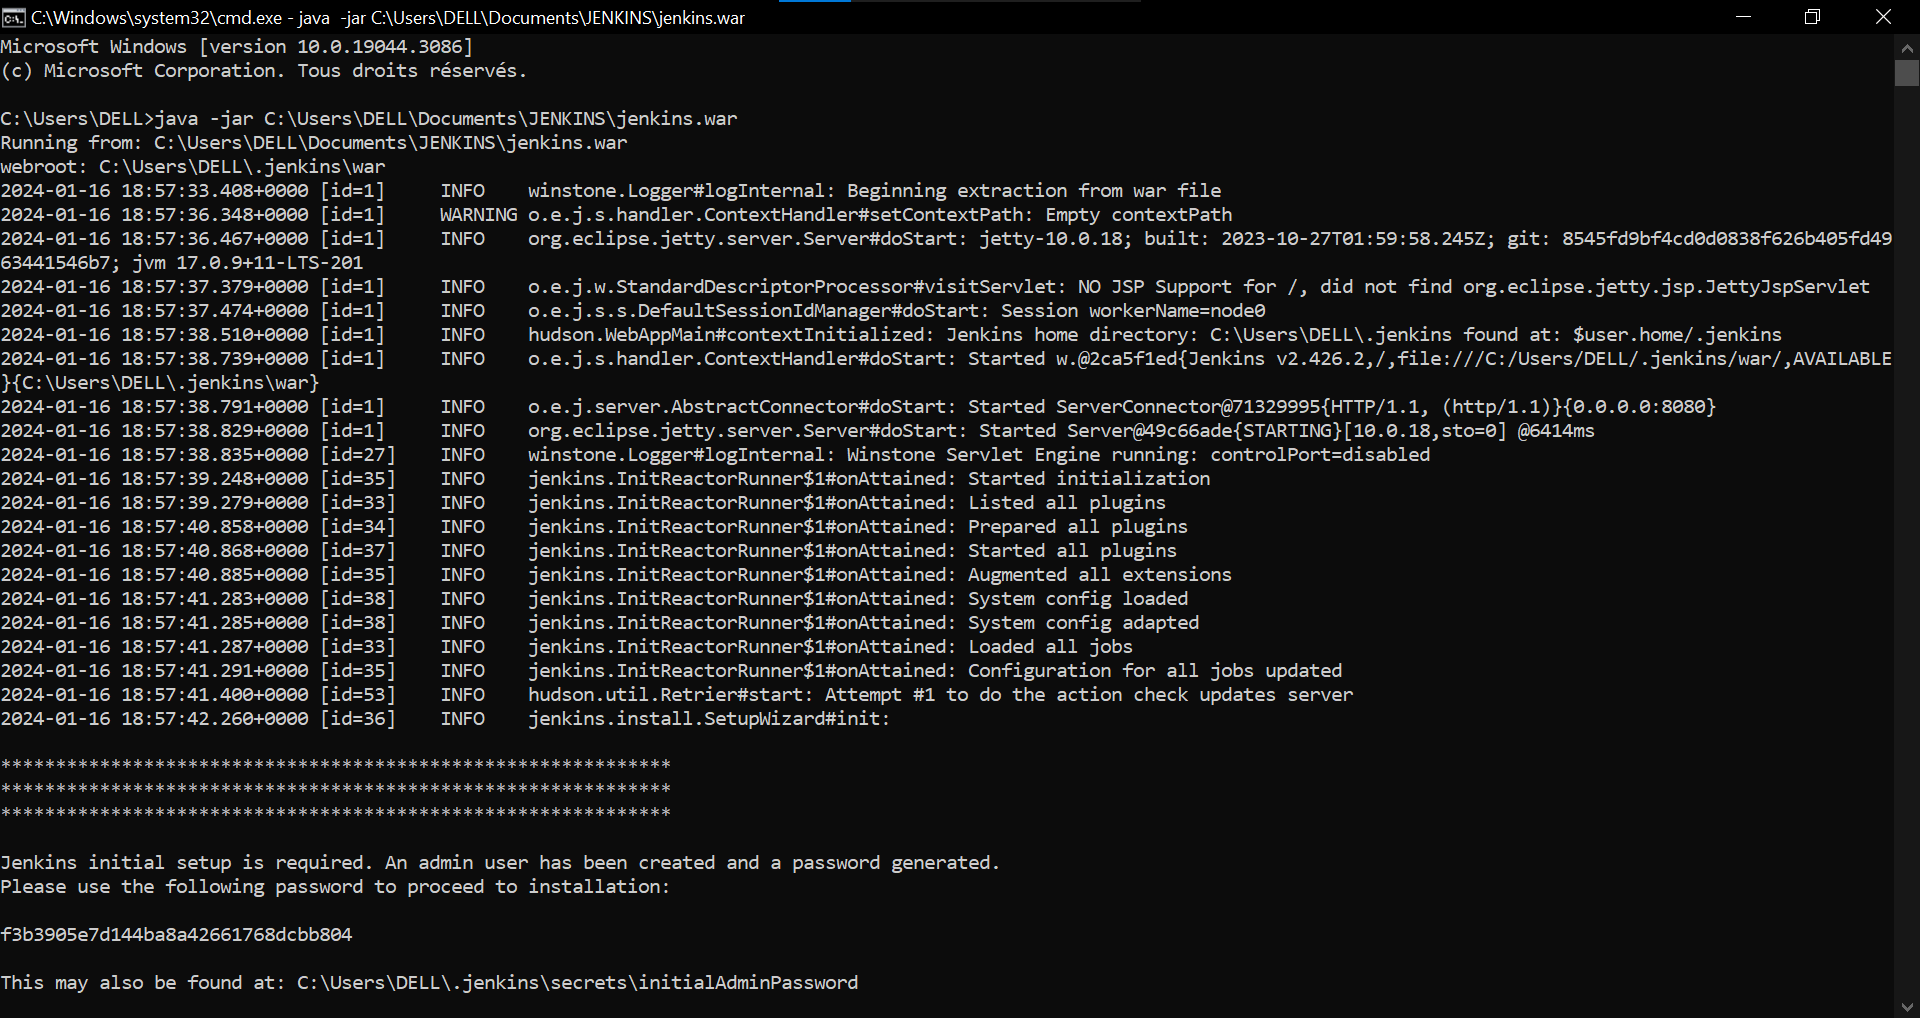 C:\Windows\system32\cmd.exe - java  -jar C:\Users\DELL\Documents\JENKINS\jenkins.war
Microsoft Windows [version 10.0.19044.3086]
(c) Microsoft Corporation. Tous droits réservés.
C:\Users\DELL>java -jar C:\Users\DELL\Documents\JENKINS\jenkins.war
Running from: C:\Users\DELL\Documents\JENKINS\jenkins.war
webroot: C:\Users\DELL\.jenkins\war
2024-01-16 18:57:33.408+0000 [id=1]     INFO    winstone.Logger#logInternal: Beginning extraction from war file
2024-01-16 18:57:36.348+0000 [id=1]     WARNING o.e.j.s.handler.ContextHandler#setContextPath: Empty contextPath
2024-01-16 18:57:36.467+0000 [id=1]     INFO    org.eclipse.jetty.server.Server#doStart: jetty-10.0.18; built: 2023-10-27T01:59:58.245Z; git: 8545fd9bf4cd0d0838f626b405fd49
63441546b7; jvm 17.0.9+11-LTS-201
2024-01-16 18:57:37.379+0000 [id=1]     INFO    o.e.j.w.StandardDescriptorProcessor#visitServlet: NO JSP Support for /, did not find org.eclipse.jetty.jsp.JettyJspServlet
2024-01-16 18:57:37.474+0000 [id=1]     INFO    o.e.j.s.s.DefaultSessionIdManager#doStart: Session workerName=node0
2024-01-16 18:57:38.510+0000 [id=1]     INFO    hudson.WebAppMain#contextInitialized: Jenkins home directory: C:\Users\DELL\.jenkins found at: $user.home/.jenkins
2024-01-16 18:57:38.739+0000 [id=1]     INFO    o.e.j.s.handler.ContextHandler#doStart: Started w.@2ca5f1ed{Jenkins v2.426.2,/,file:///C:/Users/DELL/.jenkins/war/,AVAILABLE
}{C:\Users\DELL\.jenkins\war}
2024-01-16 18:57:38.791+0000 [id=1]     INFO    o.e.j.server.AbstractConnector#doStart: Started ServerConnector@71329995{HTTP/1.1, (http/1.1)}{0.0.0.0:8080}
2024-01-16 18:57:38.829+0000 [id=1]     INFO    org.eclipse.jetty.server.Server#doStart: Started Server@49c66ade{STARTING}[10.0.18,sto=0] @6414ms
2024-01-16 18:57:38.835+0000 [id=27]    INFO    winstone.Logger#logInternal: Winstone Servlet Engine running: controlPort=disabled
2024-01-16 18:57:39.248+0000 [id=35]    INFO    jenkins.InitReactorRunner$1#onAttained: Started initialization
2024-01-16 18:57:39.279+0000 [id=33]    INFO    jenkins.InitReactorRunner$1#onAttained: Listed all plugins
2024-01-16 18:57:40.858+0000 [id=34]    INFO    jenkins.InitReactorRunner$1#onAttained: Prepared all plugins
2024-01-16 18:57:40.868+0000 [id=37]    INFO    jenkins.InitReactorRunner$1#onAttained: Started all plugins
2024-01-16 18:57:40.885+0000 [id=35]    INFO    jenkins.InitReactorRunner$1#onAttained: Augmented all extensions
2024-01-16 18:57:41.283+0000 [id=38]    INFO    jenkins.InitReactorRunner$1#onAttained: System config loaded
2024-01-16 18:57:41.285+0000 [id=38]    INFO    jenkins.InitReactorRunner$1#onAttained: System config adapted
2024-01-16 18:57:41.287+0000 [id=33]    INFO    jenkins.InitReactorRunner$1#onAttained: Loaded all jobs
2024-01-16 18:57:41.291+0000 [id=35]    INFO    jenkins.InitReactorRunner$1#onAttained: Configuration for all jobs updated
2024-01-16 18:57:41.400+0000 [id=53]    INFO    hudson.util.Retrier#start: Attempt #1 to do the action check updates server
2024-01-16 18:57:42.260+0000 [id=36]    INFO    jenkins.install.SetupWizard#init:
*************************************************************
*************************************************************
*************************************************************
Jenkins initial setup is required. An admin user has been created and a password generated.
Please use the following password to proceed to installation:
f3b3905e7d144ba8a42661768dcbb804
This may also be found at: C:\Users\DELL\.jenkins\secrets\initialAdminPassword